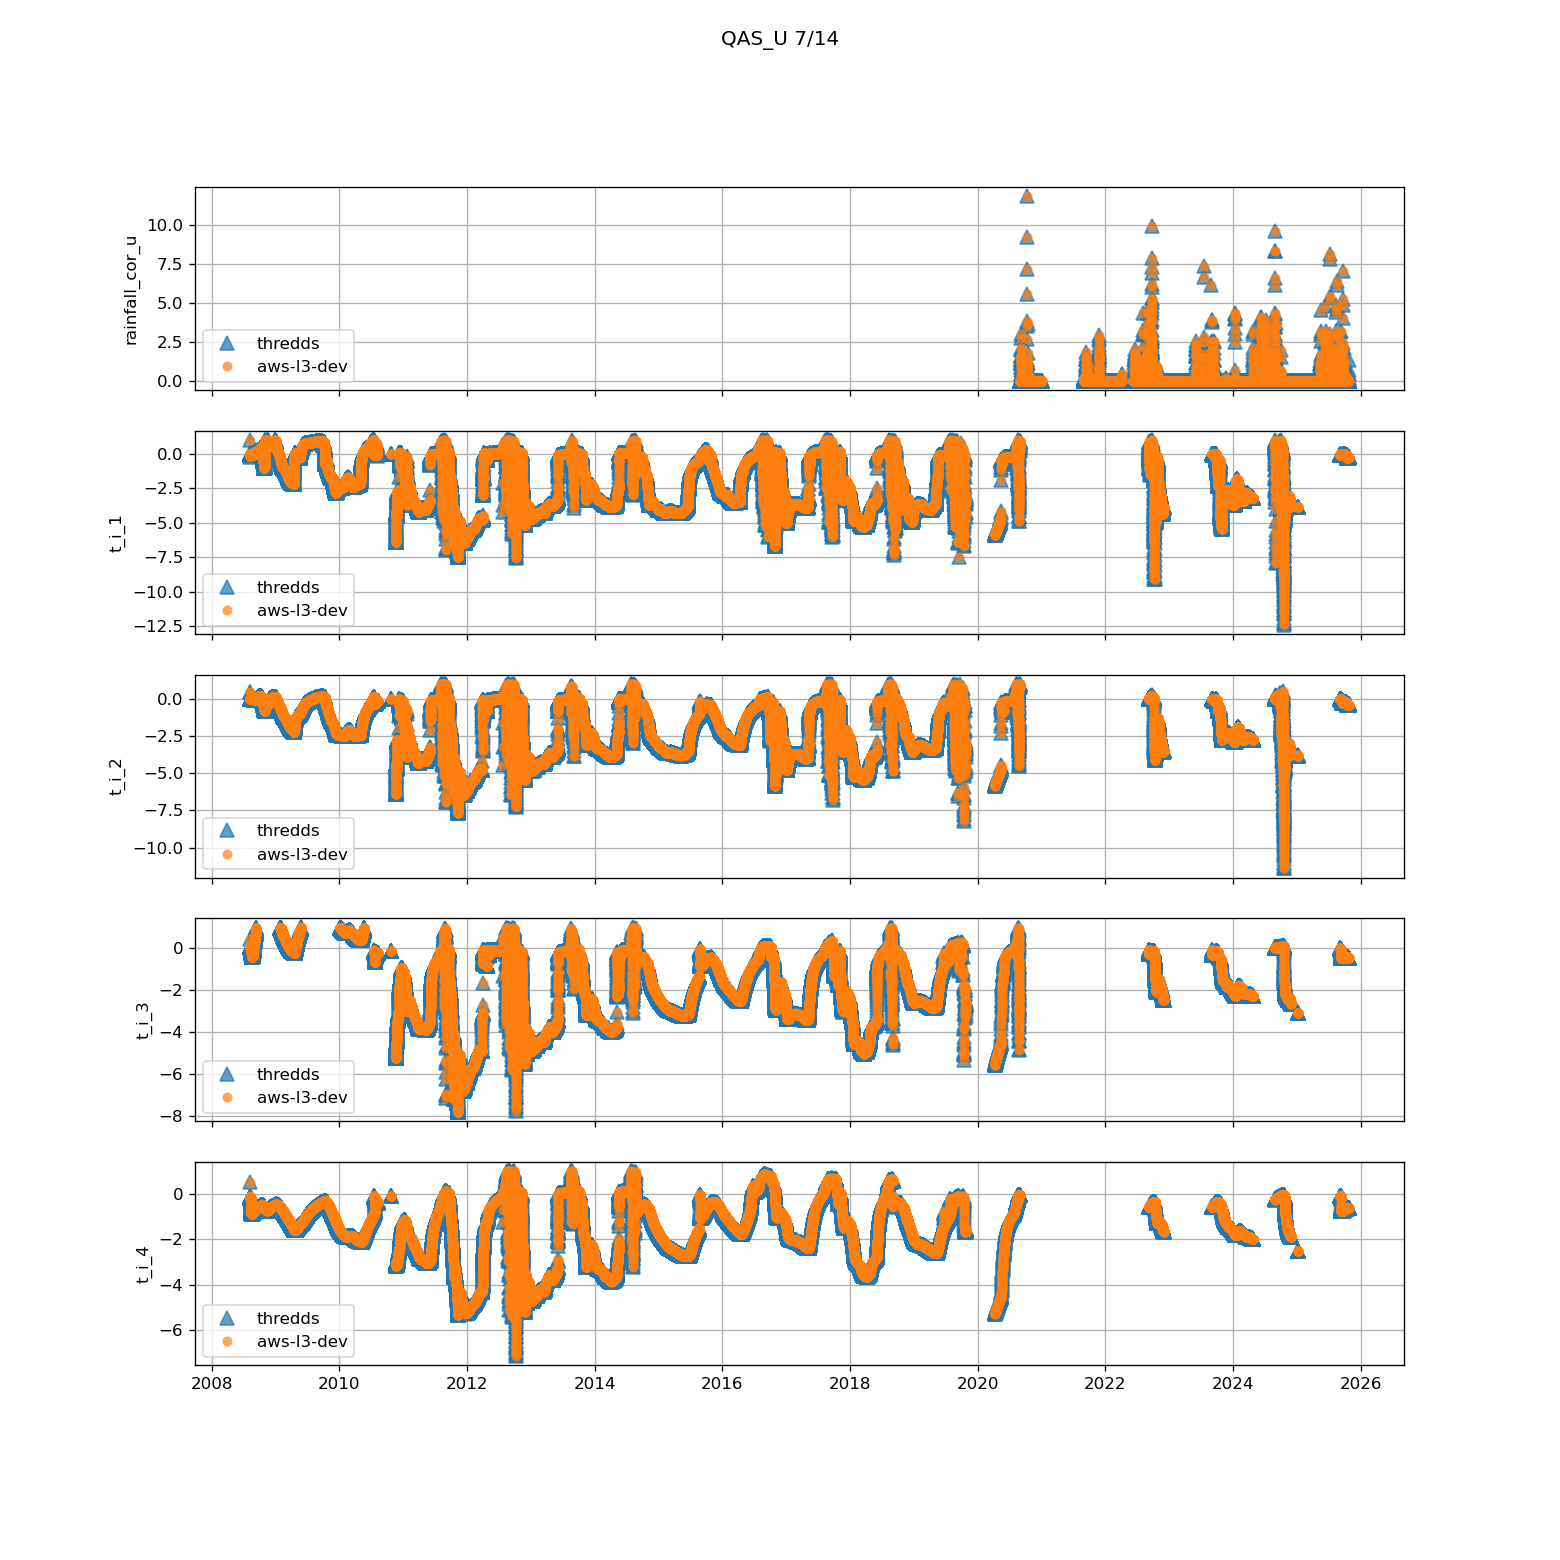 QAS_U 7/14
rainfall_cor_u
10.0
7.5
5.0
2.5
0.0
thredds
aws-l3-dev
t_i_1
0.0
−2.5
−5.0
−7.5
−10.0
−12.5
thredds
aws-l3-dev
t_i_2
0.0
−2.5
−5.0
−7.5
−10.0
thredds
aws-l3-dev
t_i_3
0
−2
−4
−6
−8
thredds
aws-l3-dev
t_i_4
0
−2
−4
−6
thredds
aws-l3-dev
2008 2010 2012 2014 2016 2018 2020 2022 2024 2026